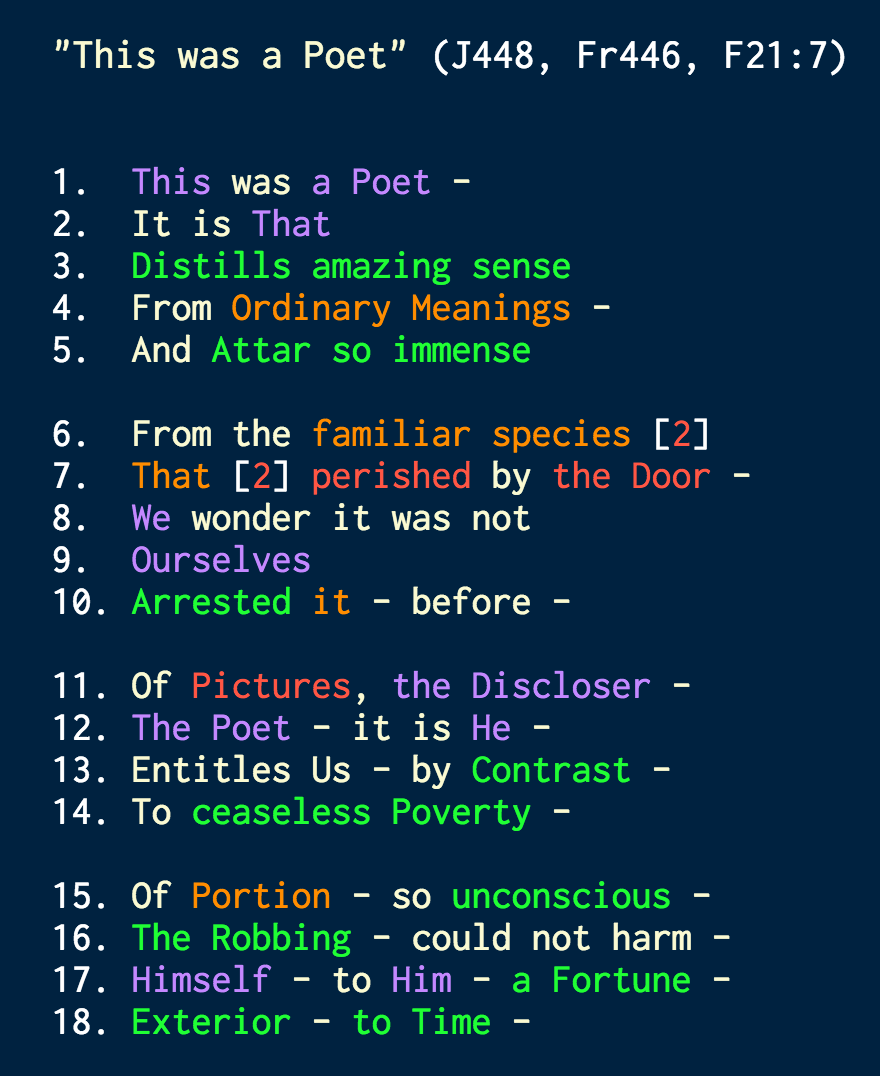 "This was a Poet" (J448, Fr446, F21:7)
1. This was a Poet –
2. It is That
3. Distills amazing sense
4. From Ordinary Meanings –
5. And Attar so immense
6. From the familiar species [2]
7. That [2] perished by the Door –
8. We wonder it was not
9. Ourselves
10. Arrested it – before –
11. Of Pictures, the Discloser –
12. The Poet – it is He –
13. Entitles Us – by Contrast –
14. To ceaseless Poverty –
15. Of Portion – so unconscious –
16. The Robbing – could not harm –
17. Himself – to Him – a Fortune –
18. Exterior – to Time –